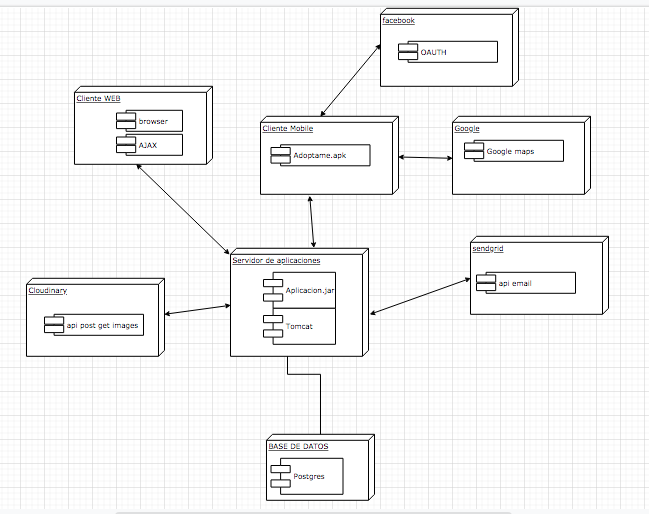 facebook
OAUTH
Cliente WEB
browser
AJAX
Cliente Mobile
Adoptame.apk
Google
Google maps
Servidor de aplicaciones
Aplicacion.jar
Tomcat
sendgrid
api email
Cloudinary
api post get images
BASE DE DATOS
Postgres